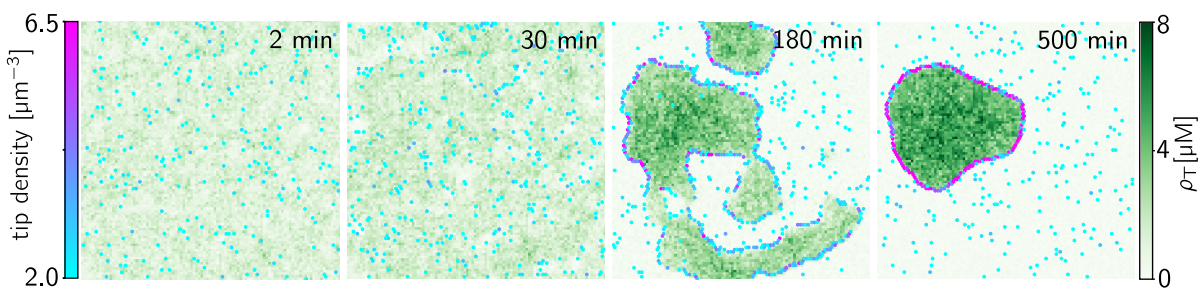 6.5
tip density [μm⁻³]
2.0
2 min
30 min
180 min
500 min
8
4
0
ρT [μM]